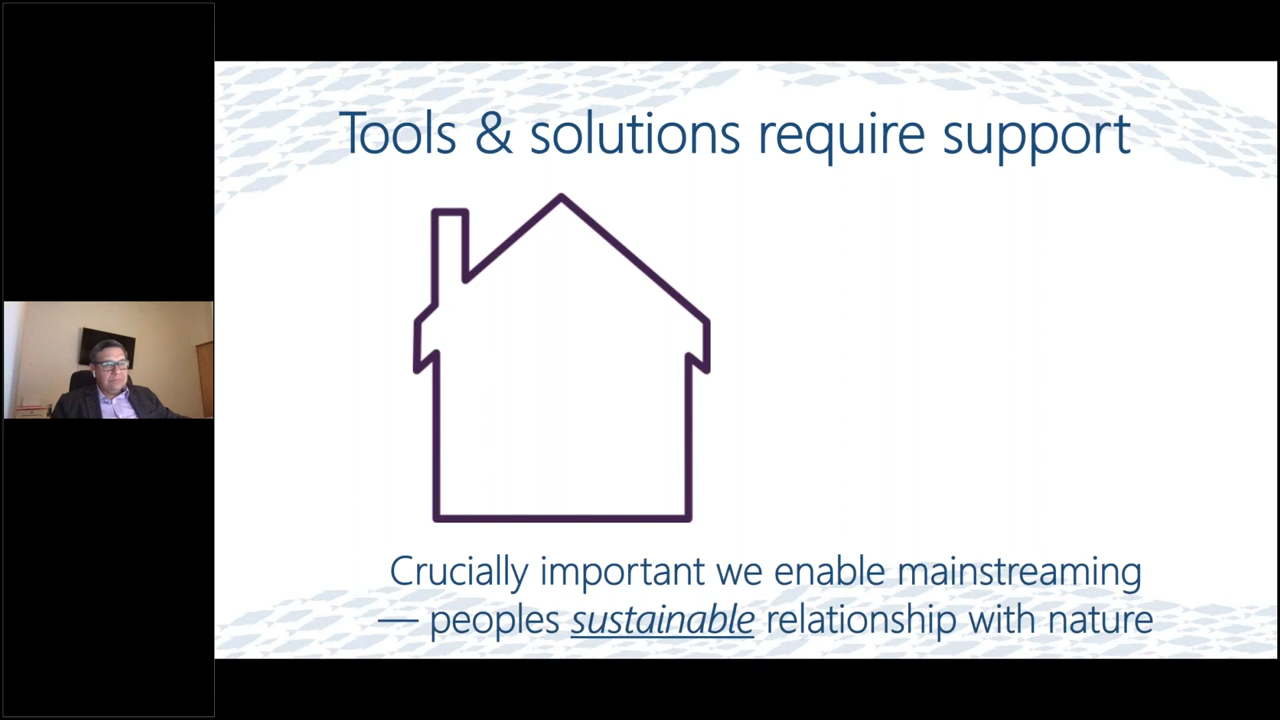 Tools & solutions require support
Crucially important we enable mainstreaming
— peoples sustainable relationship with nature